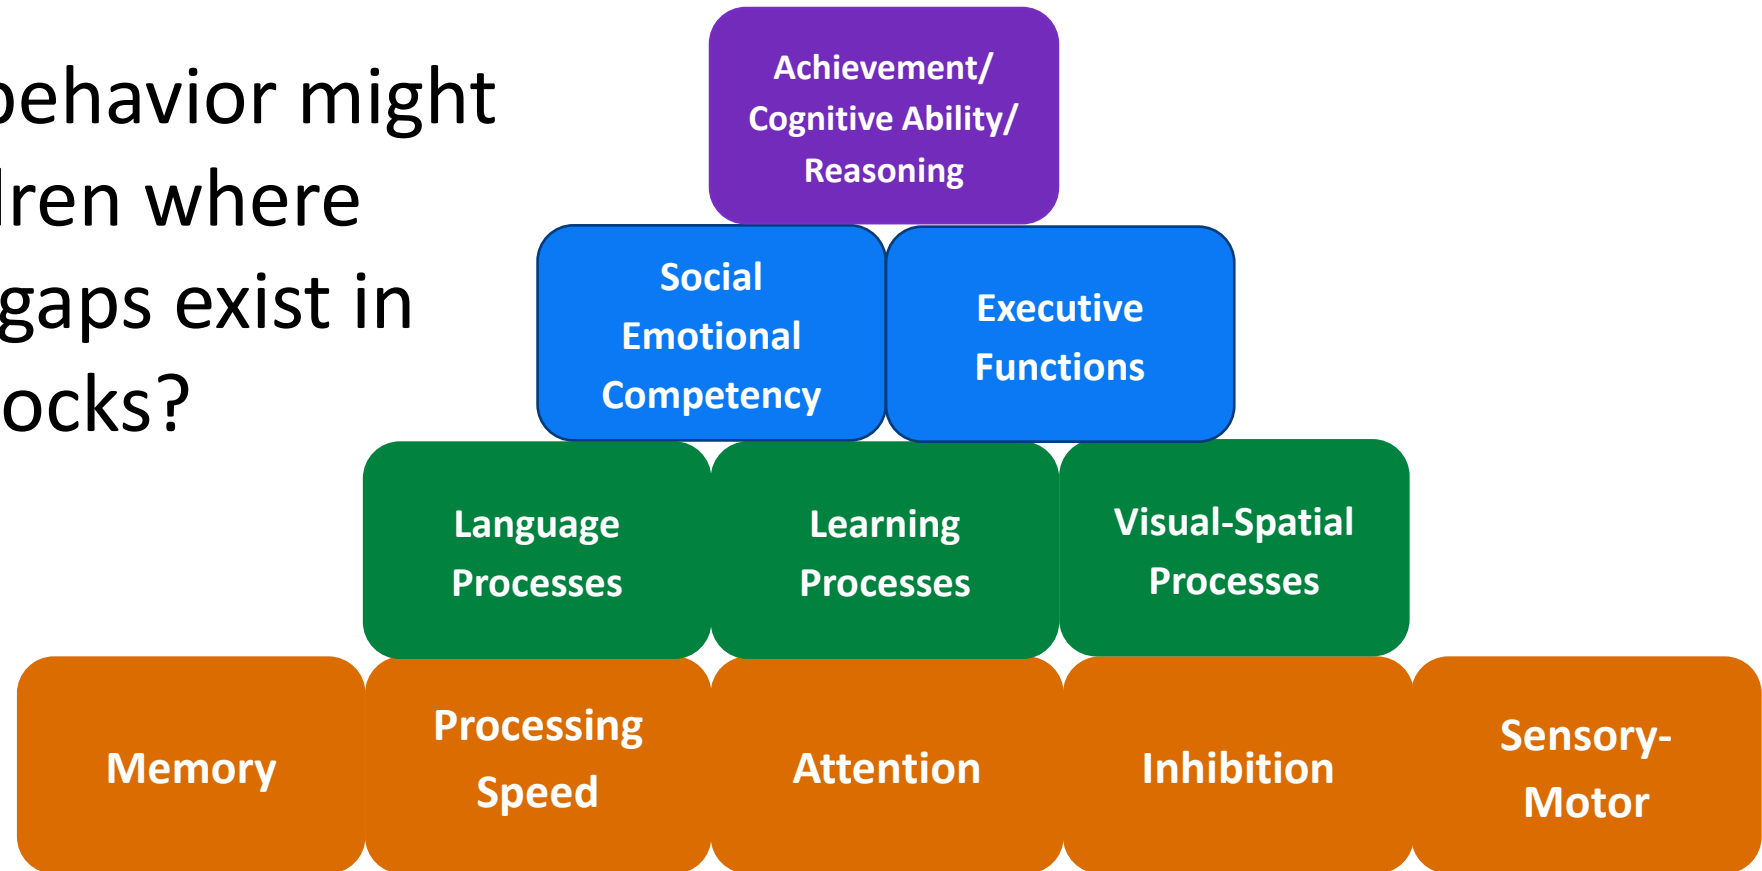 behavior might
dren where
gaps exist in
ocks?
Achievement/
Cognitive Ability/
Reasoning
Social
Emotional
Competency
Executive
Functions
Language
Processes
Learning
Processes
Visual-Spatial
Processes
Memory
Processing
Speed
Attention
Inhibition
Sensory-
Motor